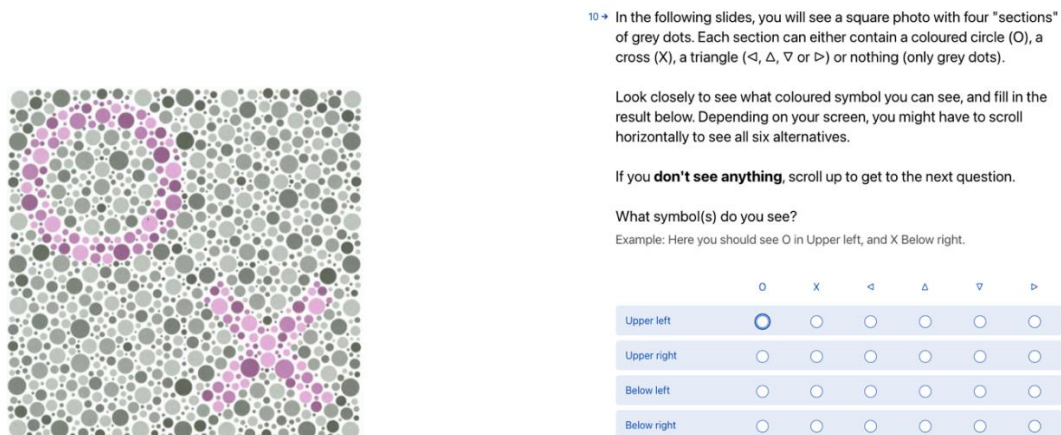 10 → In the following slides, you will see a square photo with four "sections"
of grey dots. Each section can either contain a coloured circle (O), a
cross (X), a triangle (◁, △, ▽ or ▷) or nothing (only grey dots).
Look closely to see what coloured symbol you can see, and fill in the
result below. Depending on your screen, you might have to scroll
horizontally to see all six alternatives.
If you don't see anything, scroll up to get to the next question.
What symbol(s) do you see?
Example: Here you should see O in Upper left, and X Below right.
O X ◁ △ ▽ ▷
Upper left
Upper right
Below left
Below right